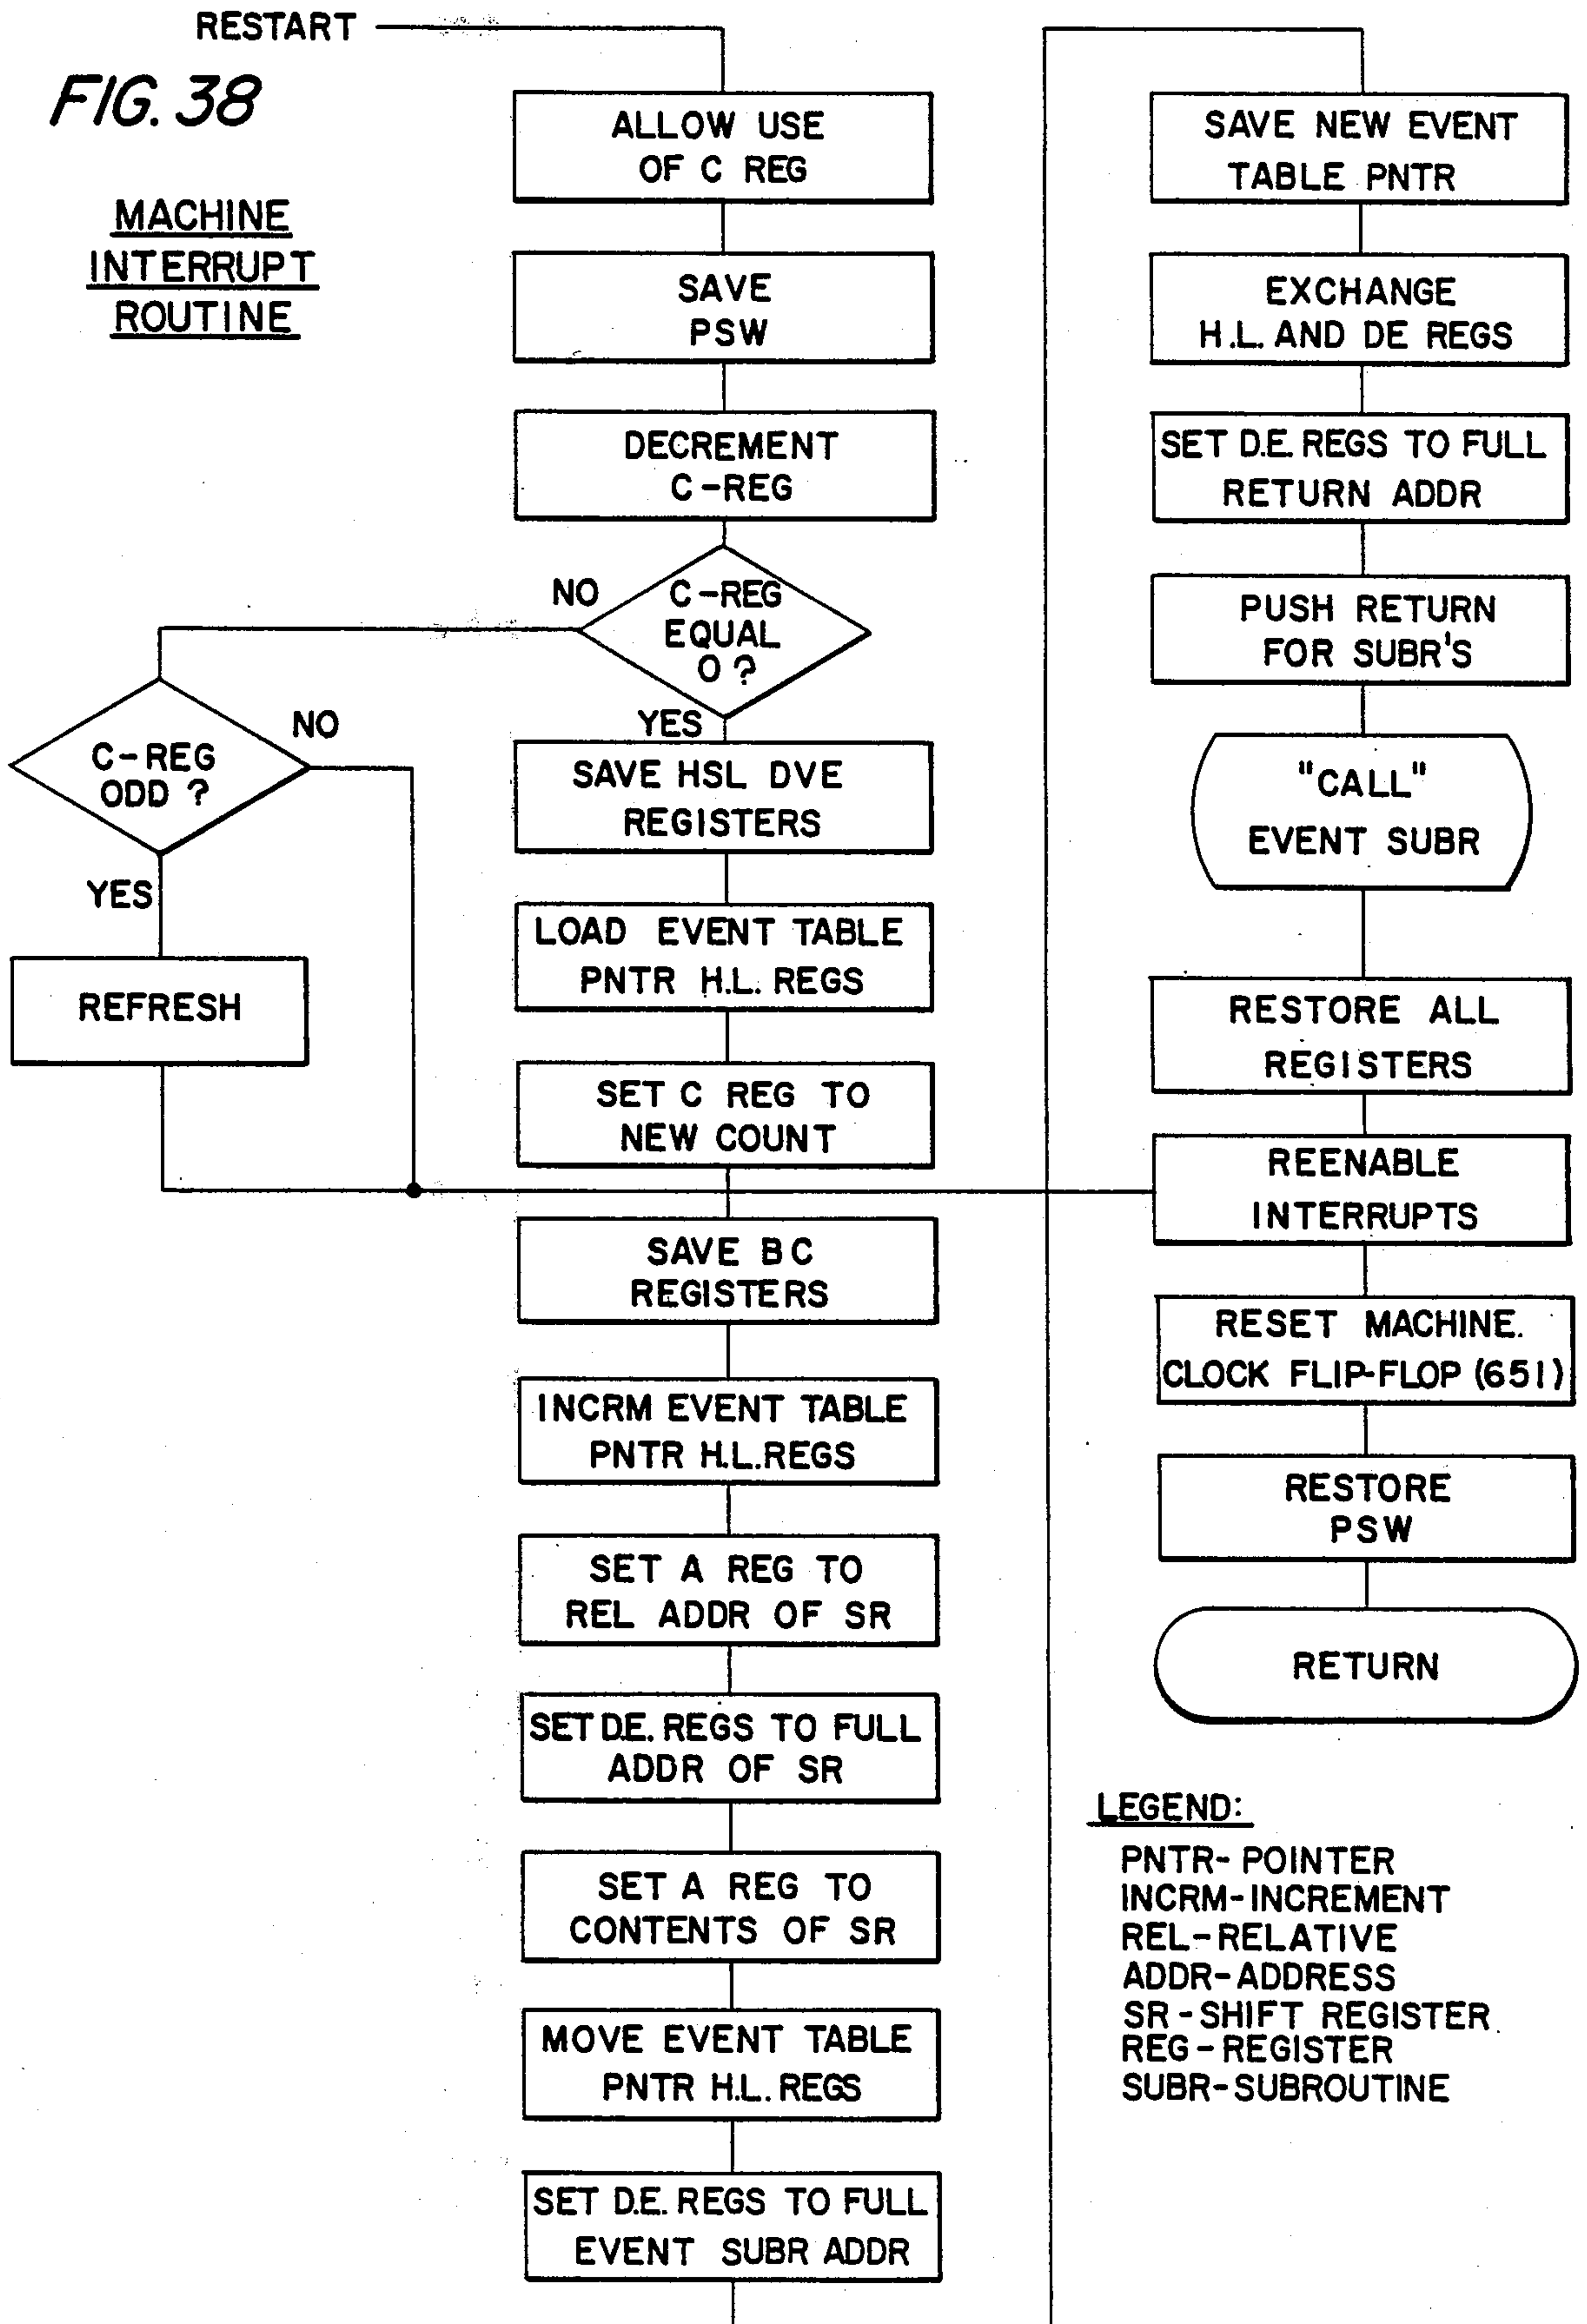 RESTART
FIG. 38
MACHINE
INTERRUPT
ROUTINE
ALLOW USE
OF C REG
SAVE
PSW
DECREMENT
C-REG
C-REG
EQUAL
0?
NO
YES
C-REG
ODD ?
NO
YES
REFRESH
SAVE HSL DVE
REGISTERS
LOAD EVENT TABLE
PNTR H.L. REGS
SET C REG TO
NEW COUNT
SAVE BC
REGISTERS
INCRM EVENT TABLE
PNTR H.L.REGS
SET A REG TO
REL ADDR OF SR
SET D.E. REGS TO FULL
ADDR OF SR
SET A REG TO
CONTENTS OF SR
MOVE EVENT TABLE
PNTR H.L. REGS
SET D.E. REGS TO FULL
EVENT SUBR ADDR
SAVE NEW EVENT
TABLE PNTR
EXCHANGE
H.L. AND DE REGS
SET D.E. REGS TO FULL
RETURN ADDR
PUSH RETURN
FOR SUBR'S
"CALL"
EVENT SUBR
RESTORE ALL
REGISTERS
REENABLE
INTERRUPTS
RESET MACHINE.
CLOCK FLIP-FLOP (651)
RESTORE
PSW
RETURN
LEGEND:
PNTR- POINTER
INCRM-INCREMENT
REL-RELATIVE
ADDR-ADDRESS
SR-SHIFT REGISTER
REG-REGISTER
SUBR-SUBROUTINE